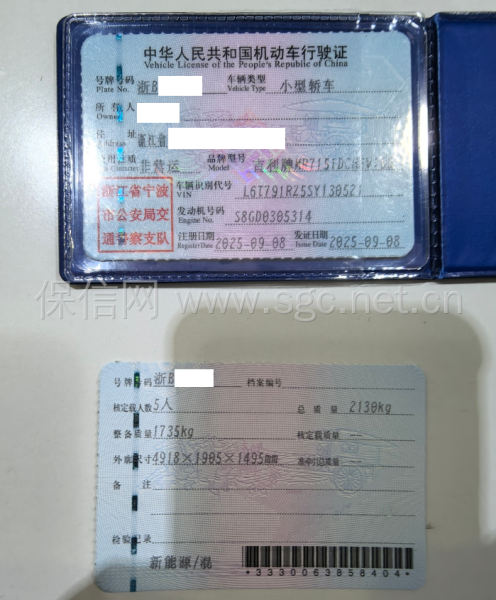 中华人民共和国机动车行驶证
Vehicle License of the People's Republic of China
号牌号码 浙B 车辆类型 小型轿车
Plate No. Vehicle Type
所有人
Owner
住址 浙江省
Address
使用性质 非营运 品牌型号 吉利牌
Model
浙江省宁波
市公安局交
通警察支队
车辆识别代号 L6T791RZ5SY130521
VIN
发动机号码 S8GD0305314
Engine No.
注册日期 2025-09-08 发证日期 2025-09-08
Register Date Issue Date
保信网 www.sgc.net.cn
号牌号码 浙B 档案编号
核定载人数 5人 总质量 2130kg
整备质量 1735kg 核定载质量 --
外廓尺寸 4918×1905×1495mm 准牵引总质量 --
备注
检验记录
新能源/混
*3330063858404*